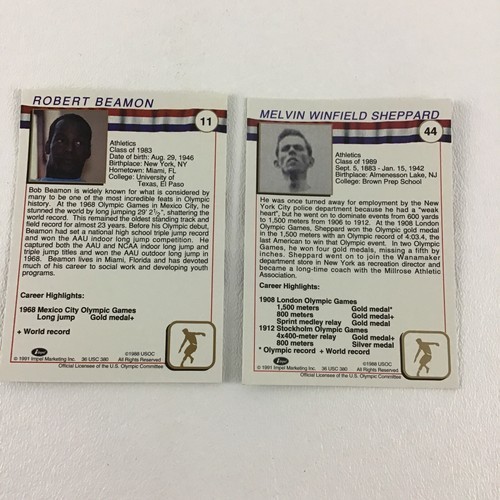 ROBERT BEAMON
11
Athletics
Class of 1983
Date of birth: Aug. 29, 1946
Birthplace: New York, NY
Hometown: Miami, FL
College: University of
Texas, El Paso
Bob Beamon is widely known for what is considered by
many to be one of the most incredible feats in Olympic
history. At the 1968 Olympic Games in Mexico City, he
stunned the world by long jumping 29' 2½", shattering the
world record. This remained the oldest standing track and
field record for almost 23 years. Before his Olympic debut,
Beamon had set a national high school triple jump record
and won the AAU indoor long jump competition. He
captured both the AAU and NCAA indoor long jump and
triple jump titles and won the AAU outdoor long jump in
1968. Beamon lives in Miami, Florida and has devoted
much of his career to social work and developing youth
programs.
Career Highlights:
1968 Mexico City Olympic Games
Long jump Gold medal+
+ World record
Impel
©1988 USOC
© 1991 Impel Marketing Inc. 36 USC 380 All Rights Reserved
Official Licensee of the U.S. Olympic Committee
MELVIN WINFIELD SHEPPARD
44
Athletics
Class of 1989
Sept. 5, 1883 - Jan. 15, 1942
Birthplace: Almenesson Lake, NJ
College: Brown Prep School
He was once turned away for employment by the New
York City police department because he had a "weak
heart", but he went on to dominate events from 600 yards
to 1,500 meters from 1906 to 1912. At the 1908 London
Olympic Games, Sheppard won the Olympic gold medal
in the 1,500 meters with an Olympic record of 4:03.4, the
last American to win that Olympic event. In two Olympic
Games, he won four gold medals, missing a fifth by
inches. Sheppard went on to join the Wanamaker
department store in New York as recreation director and
became a long-time coach with the Millrose Athletic
Association.
Career Highlights:
1908 London Olympic Games
1,500 meters Gold medal*
800 meters Gold medal+
Sprint medley relay Gold medal
1912 Stockholm Olympic Games
4x400-meter relay Gold medal+
800 meters Silver medal
* Olympic record + World record
Impel
©1988 USOC
© 1991 Impel Marketing Inc. 36 USC 380 All Rights Reserved
Official Licensee of the U.S. Olympic Committee